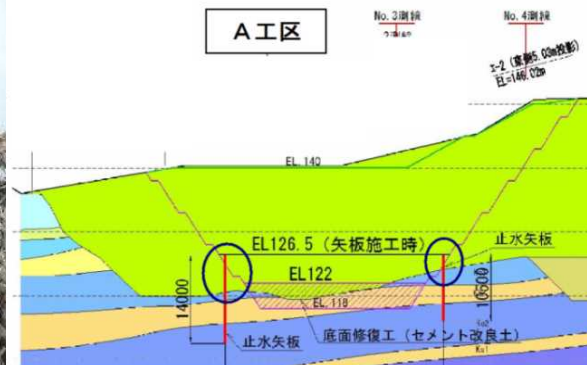 A工区
No.3測線
No.4測線
EL=146.02m
EL.140
EL126.5 (矢板施工時)
止水矢板
EL122
14000
10500
EL.118
底面修復工 (セメント改良土)
止水矢板